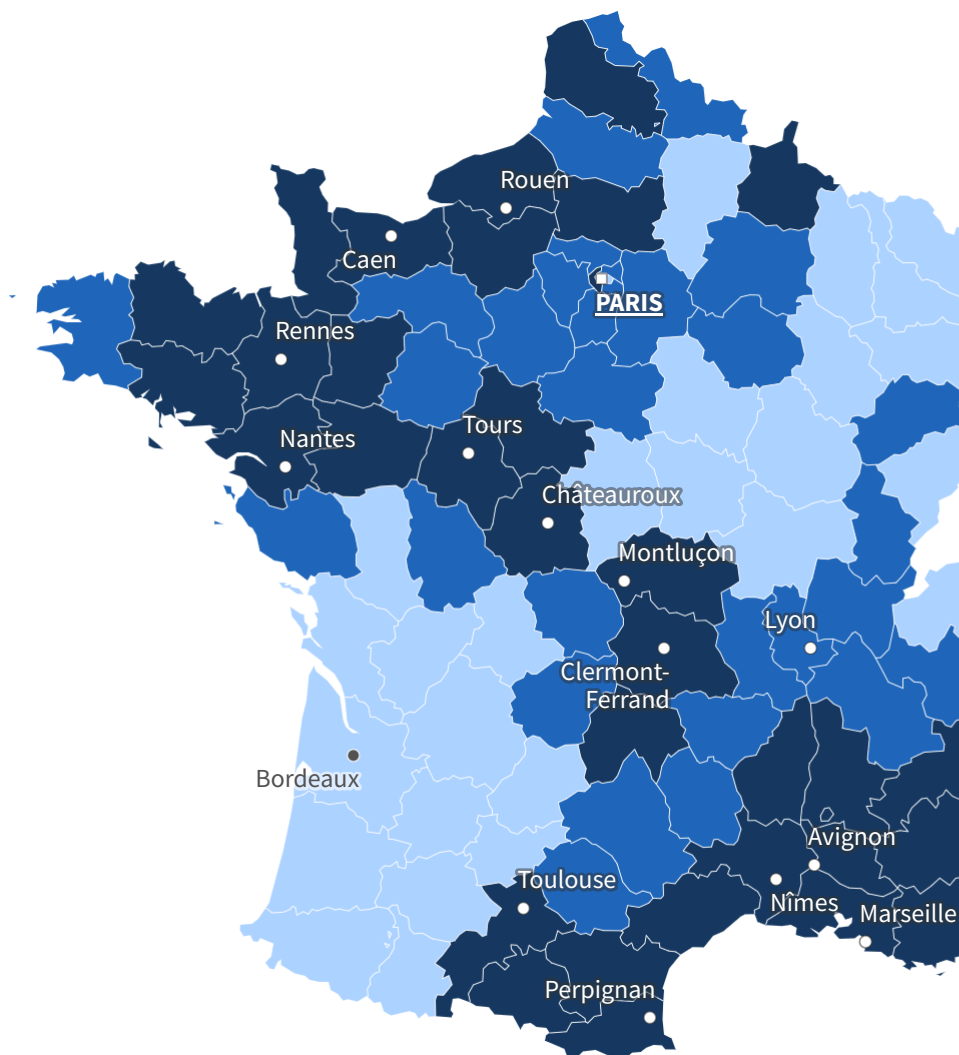 Rouen
Caen
PARIS
Rennes
Tours
Nantes
Châteauroux
Montluçon
Lyon
Clermont-
Ferrand
Bordeaux
Avignon
Toulouse
Nîmes
Marseille
Perpignan